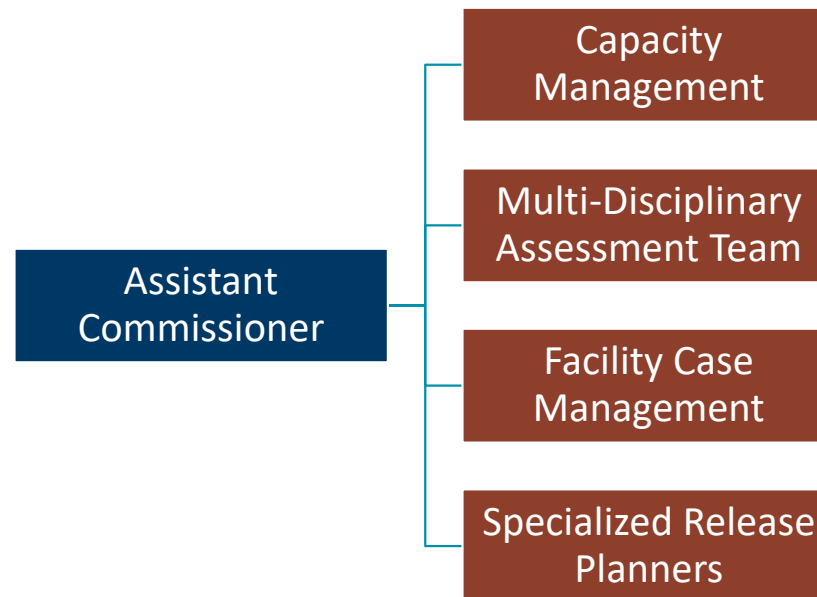 Capacity
Management
Multi-Disciplinary
Assessment Team
Assistant
Commissioner
Facility Case
Management
Specialized Release
Planners